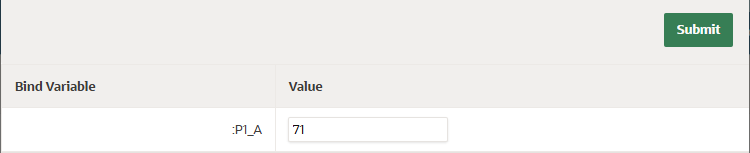 Submit
Bind Variable Value
:P1_A 71